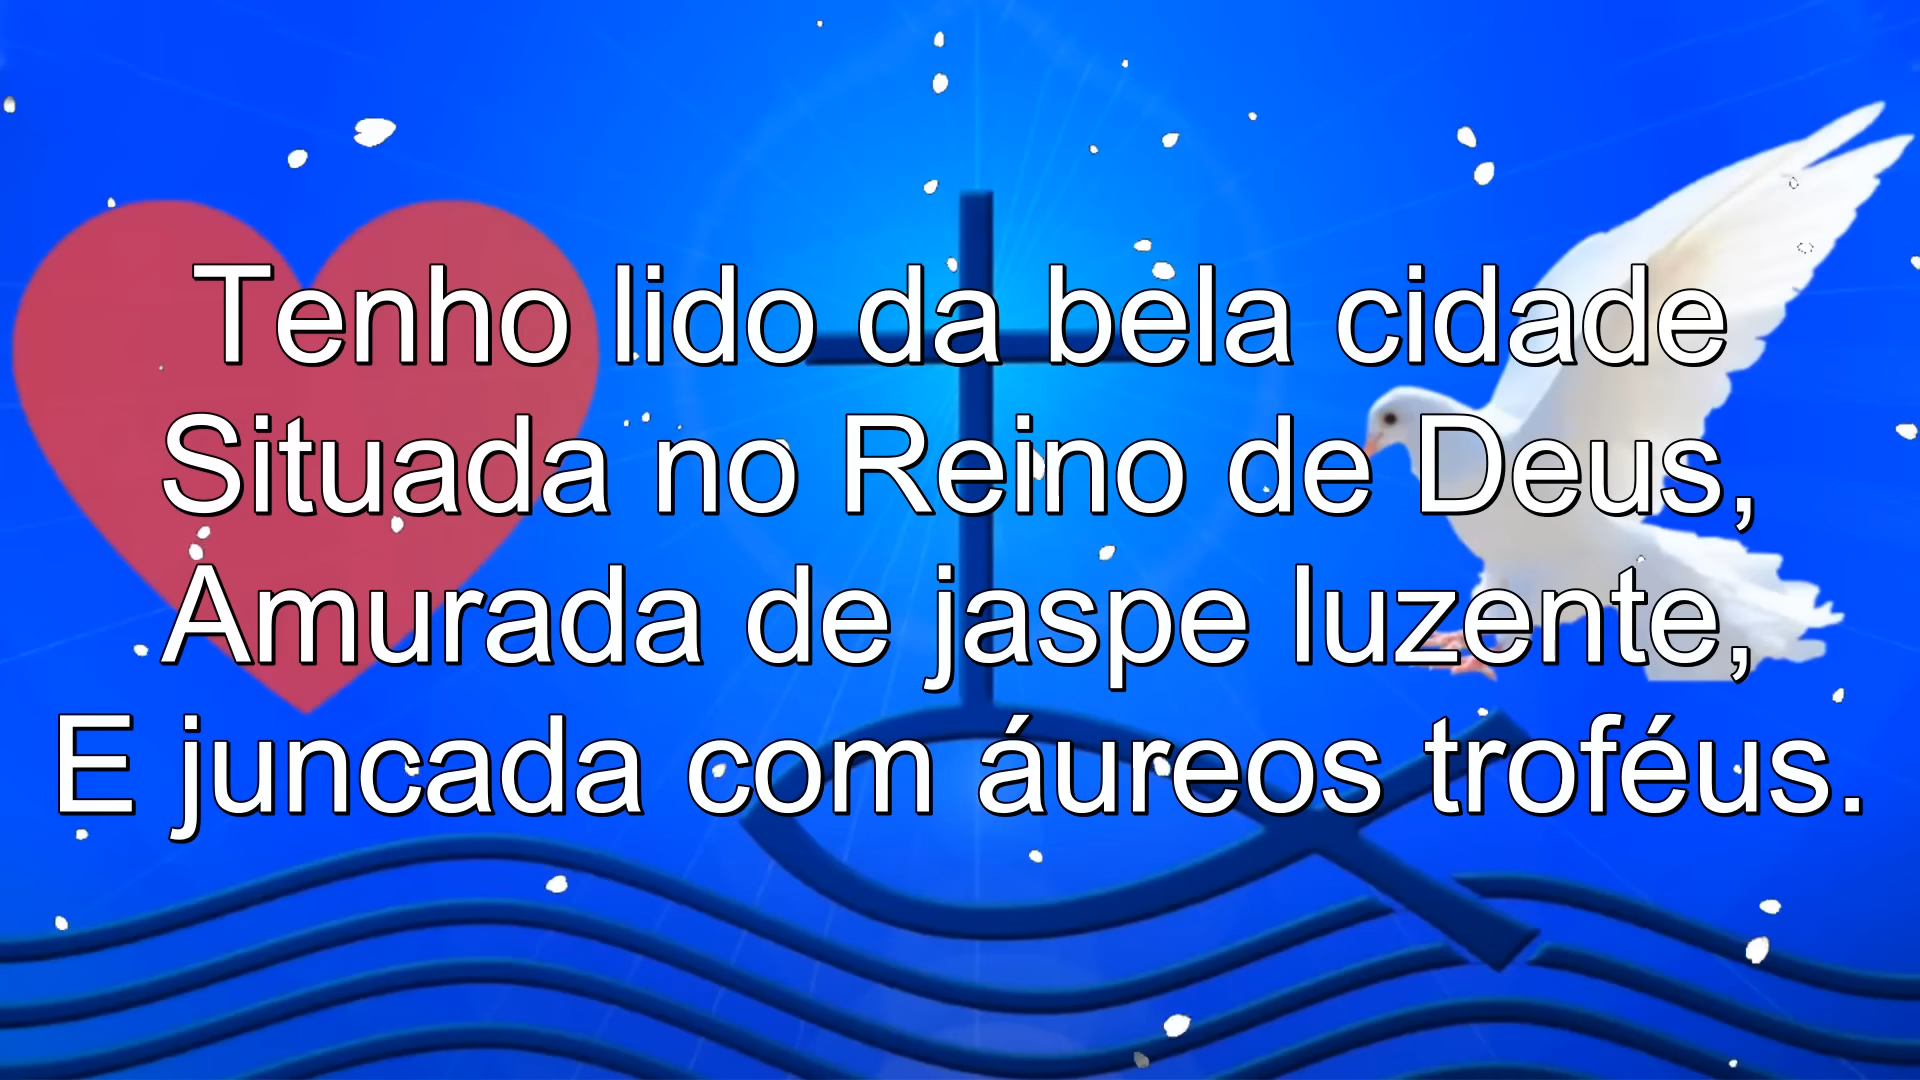 Tenho lido da bela cidade
Situada no Reino de Deus,
Amurada de jaspe luzente,
E juncada com áureos troféus.